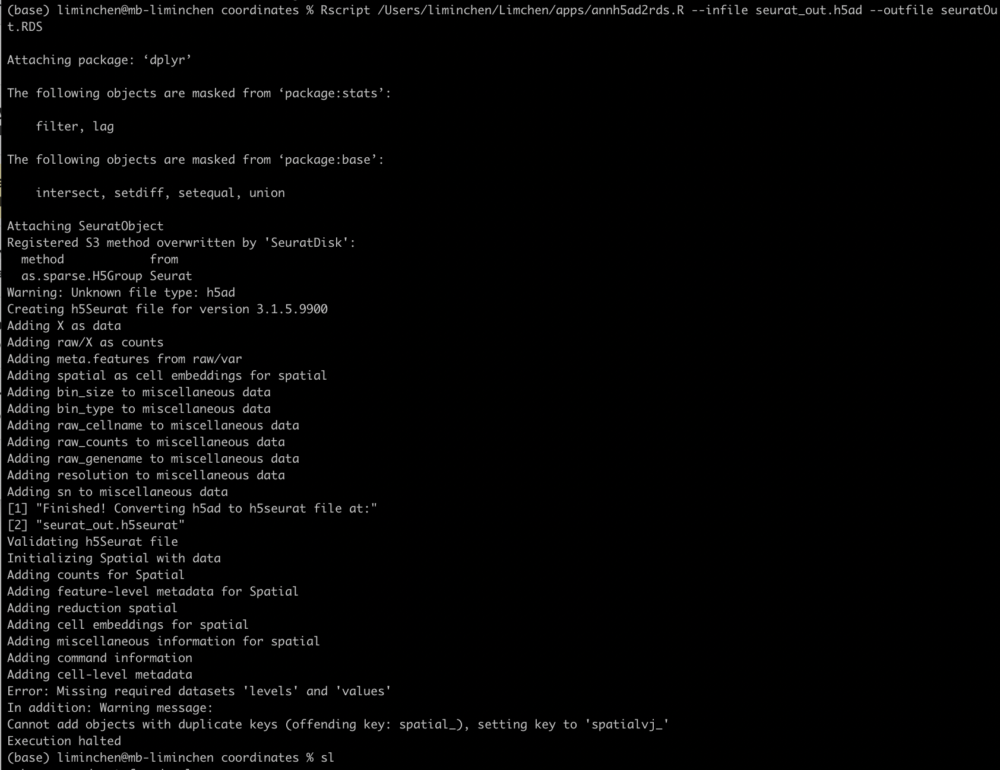 (base) liminchen@mb-liminchen coordinates % Rscript /Users/liminchen/Limchen/apps/annh5ad2rds.R --infile seurat_out.h5ad --outfile seuratOu
t.RDS
Attaching package: ‘dplyr’
The following objects are masked from ‘package:stats’:
    filter, lag
The following objects are masked from ‘package:base’:
    intersect, setdiff, setequal, union
Attaching SeuratObject
Registered S3 method overwritten by 'SeuratDisk':
  method            from
  as.sparse.H5Group Seurat
Warning: Unknown file type: h5ad
Creating h5Seurat file for version 3.1.5.9900
Adding X as data
Adding raw/X as counts
Adding meta.features from raw/var
Adding spatial as cell embeddings for spatial
Adding bin_size to miscellaneous data
Adding bin_type to miscellaneous data
Adding raw_cellname to miscellaneous data
Adding raw_counts to miscellaneous data
Adding raw_genename to miscellaneous data
Adding resolution to miscellaneous data
Adding sn to miscellaneous data
[1] "Finished! Converting h5ad to h5seurat file at:"
[2] "seurat_out.h5seurat"
Validating h5Seurat file
Initializing Spatial with data
Adding counts for Spatial
Adding feature-level metadata for Spatial
Adding reduction spatial
Adding cell embeddings for spatial
Adding miscellaneous information for spatial
Adding command information
Adding cell-level metadata
Error: Missing required datasets 'levels' and 'values'
In addition: Warning message:
Cannot add objects with duplicate keys (offending key: spatial_), setting key to 'spatialvj_'
Execution halted
(base) liminchen@mb-liminchen coordinates % sl